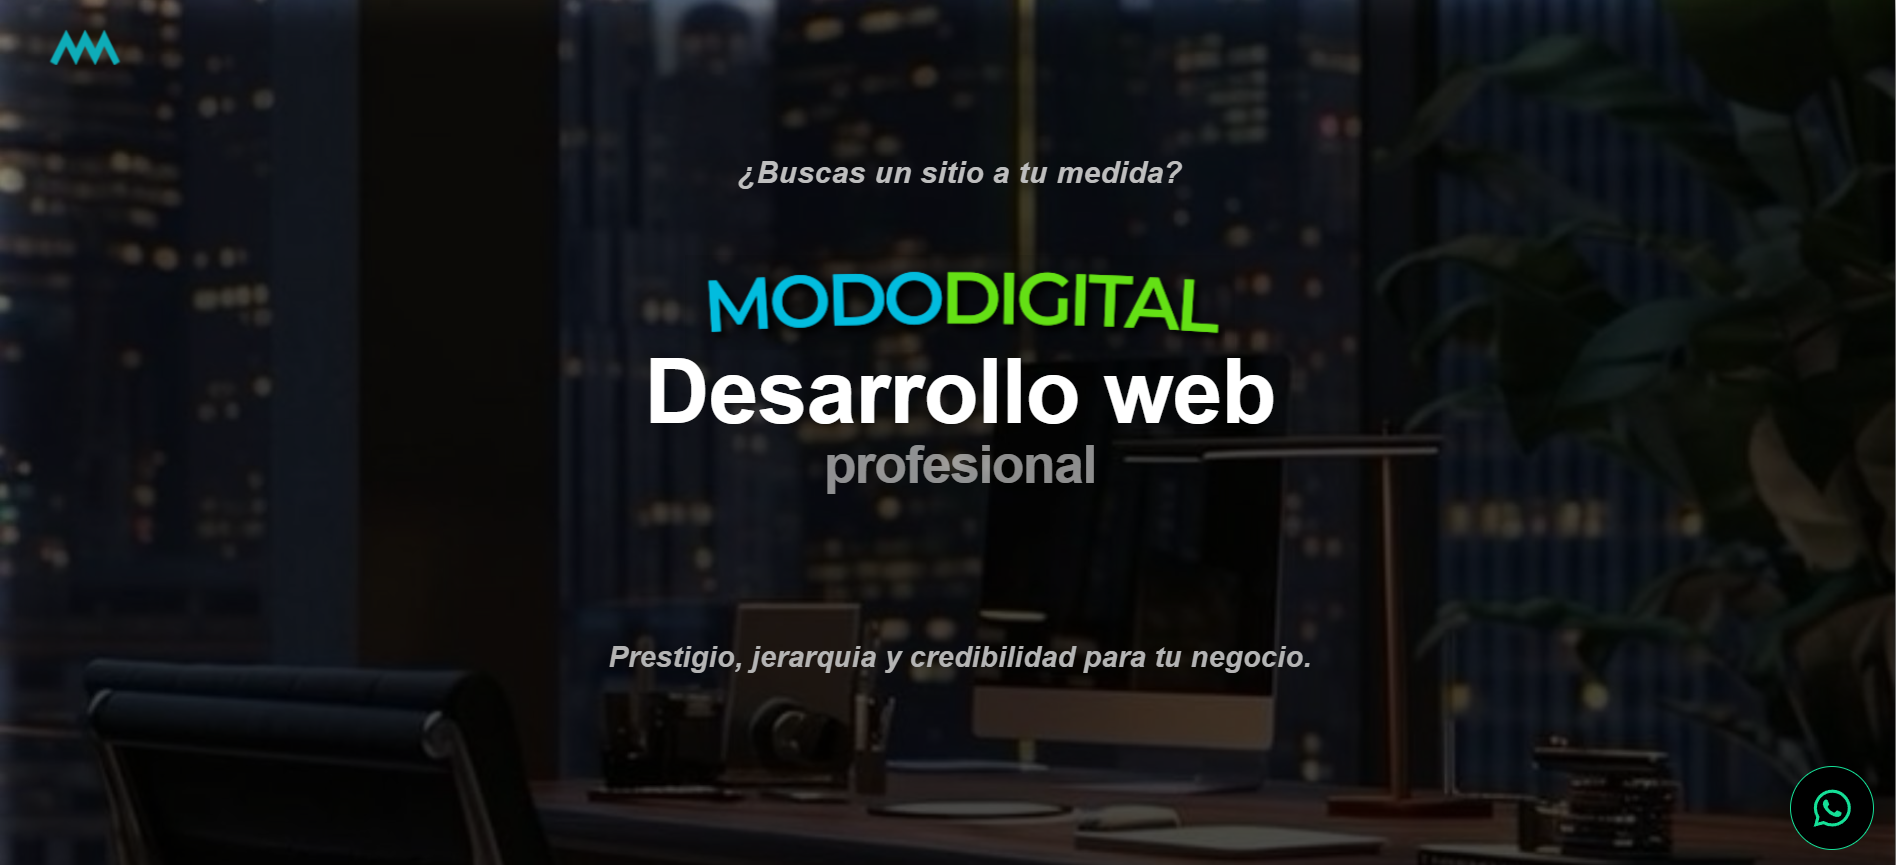 ¿Buscas un sitio a tu medida?
MODODIGITAL
Desarrollo web
profesional
Prestigio, jerarquia y credibilidad para tu negocio.